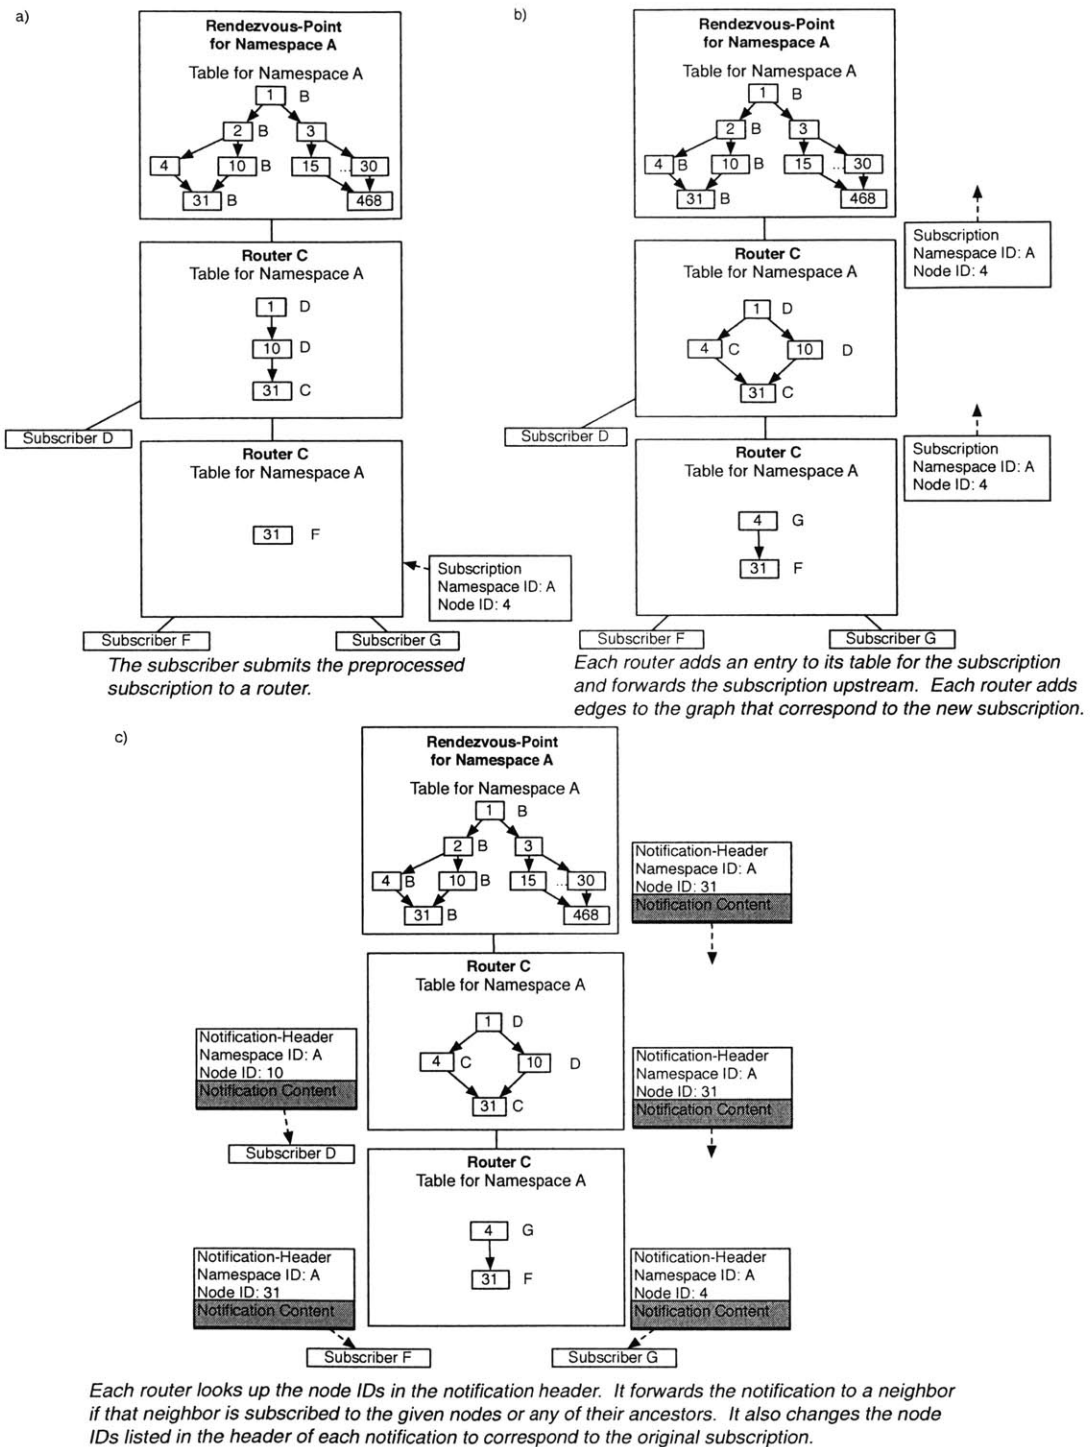 a)
Rendezvous-Point
for Namespace A
Table for Namespace A
1 B
2 B 3
4 10 B 15 ... 30
31 B 468
Router C
Table for Namespace A
1 D
10 D
31 C
Subscriber D
Router C
Table for Namespace A
31 F
Subscription
Namespace ID: A
Node ID: 4
Subscriber F
Subscriber G
The subscriber submits the preprocessed
subscription to a router.
b)
Rendezvous-Point
for Namespace A
Table for Namespace A
1 B
2 B 3
4 B 10 B 15 ... 30
31 B 468
Subscription
Namespace ID: A
Node ID: 4
Router C
Table for Namespace A
1 D
4 C 10 D
31 C
Subscriber D
Router C
Table for Namespace A
4 G
31 F
Subscription
Namespace ID: A
Node ID: 4
Subscriber F
Subscriber G
Each router adds an entry to its table for the subscription
and forwards the subscription upstream.  Each router adds
edges to the graph that correspond to the new subscription.
c)
Rendezvous-Point
for Namespace A
Table for Namespace A
1 B
2 B 3
4 B 10 B 15 ... 30
31 B 468
Notification-Header
Namespace ID: A
Node ID: 31
Notification Content
Router C
Table for Namespace A
1 D
4 C 10 D
31 C
Notification-Header
Namespace ID: A
Node ID: 10
Notification Content
Subscriber D
Notification-Header
Namespace ID: A
Node ID: 31
Notification Content
Router C
Table for Namespace A
4 G
31 F
Notification-Header
Namespace ID: A
Node ID: 31
Notification Content
Subscriber F
Notification-Header
Namespace ID: A
Node ID: 4
Notification Content
Subscriber G
Each router looks up the node IDs in the notification header.  It forwards the notification to a neighbor
if that neighbor is subscribed to the given nodes or any of their ancestors.  It also changes the node
IDs listed in the header of each notification to correspond to the original subscription.